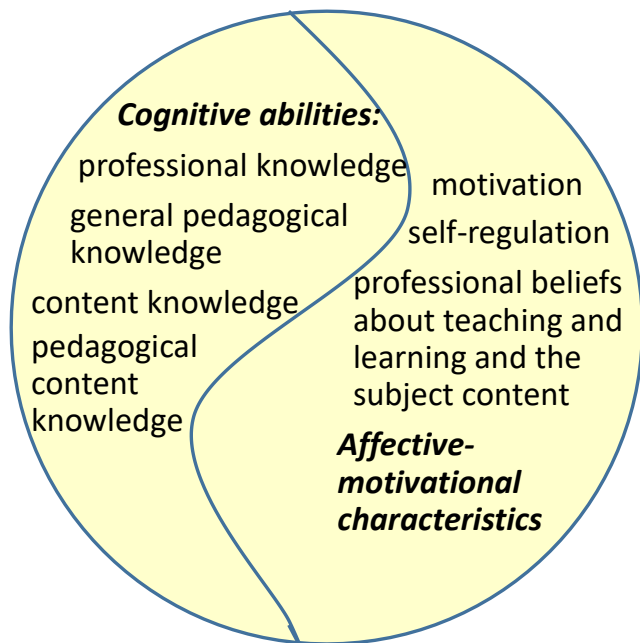 Cognitive abilities:
professional knowledge
general pedagogical
knowledge
content knowledge
pedagogical
content
knowledge
motivation
self-regulation
professional beliefs
about teaching and
learning and the
subject content
Affective-
motivational
characteristics